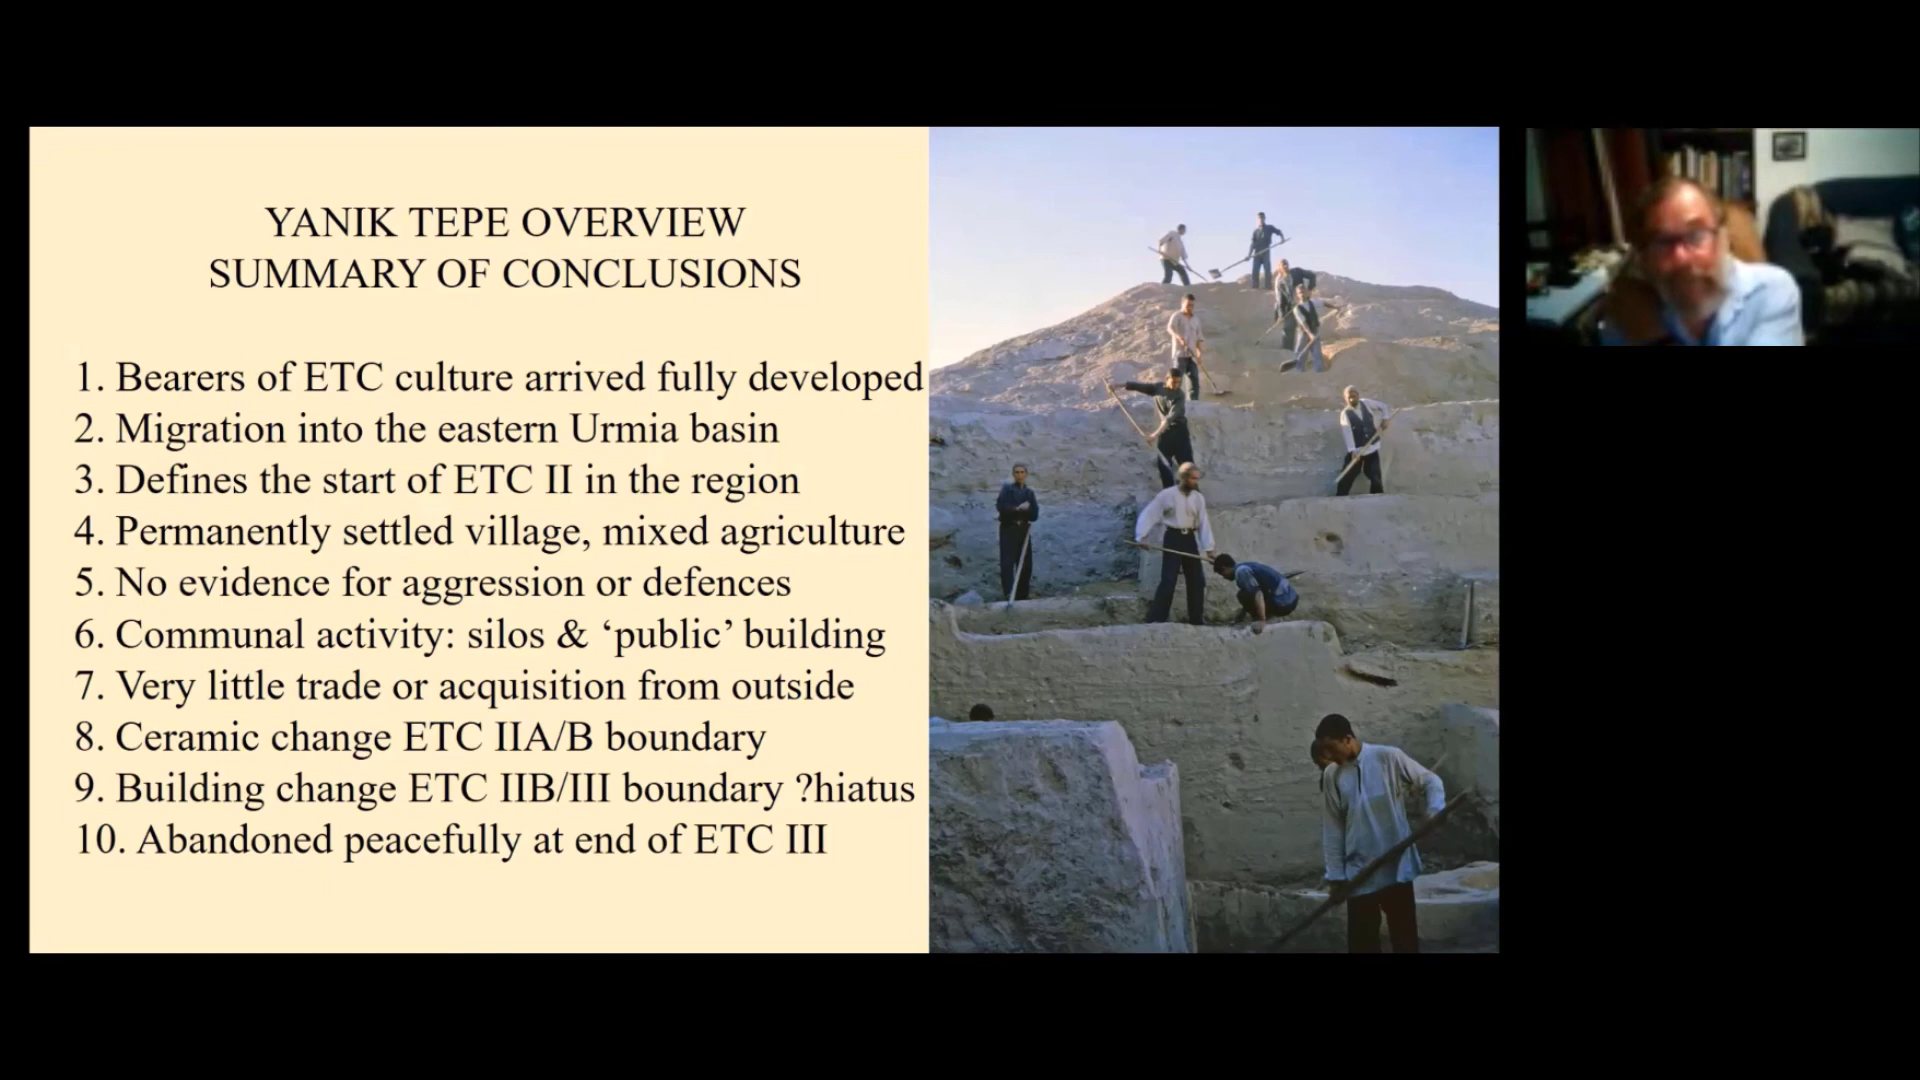 YANIK TEPE OVERVIEW
SUMMARY OF CONCLUSIONS
1. Bearers of ETC culture arrived fully developed
2. Migration into the eastern Urmia basin
3. Defines the start of ETC II in the region
4. Permanently settled village, mixed agriculture
5. No evidence for aggression or defences
6. Communal activity: silos & ‘public’ building
7. Very little trade or acquisition from outside
8. Ceramic change ETC IIA/B boundary
9. Building change ETC IIB/III boundary ?hiatus
10. Abandoned peacefully at end of ETC III